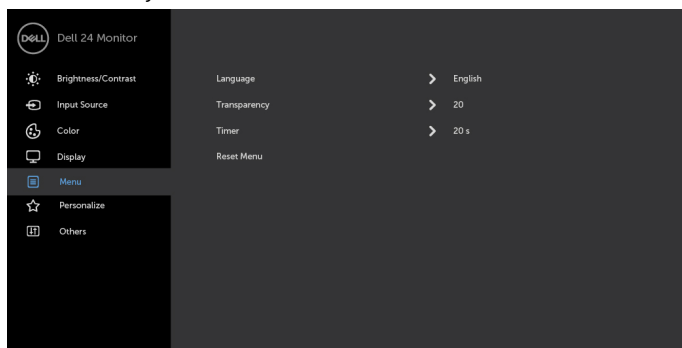 DELL Dell 24 Monitor
Brightness/Contrast Language English
Input Source Transparency 20
Color Timer 20 s
Display Reset Menu
Menu
Personalize
Others